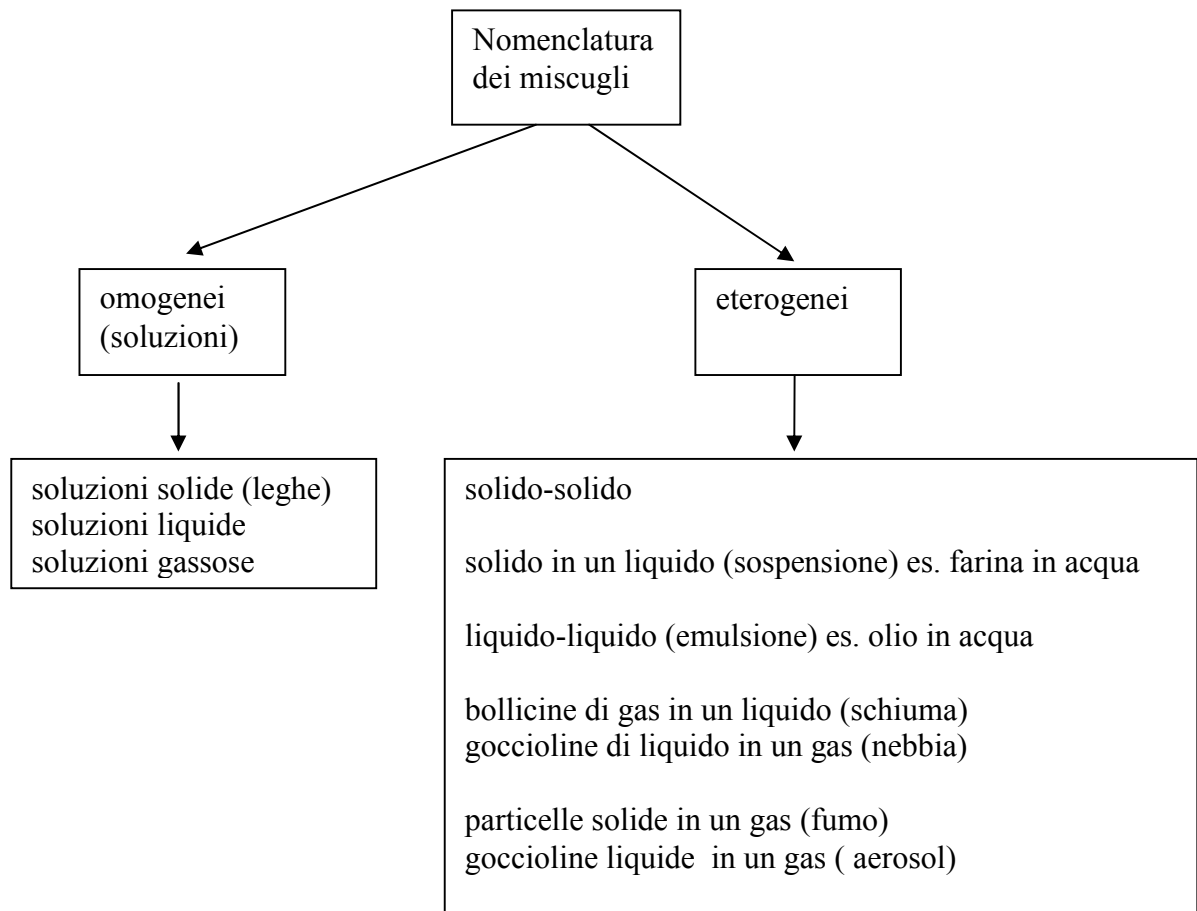 Nomenclatura
dei miscugli
omogenei
(soluzioni)
eterogenei
soluzioni solide (leghe)
soluzioni liquide
soluzioni gassose
solido-solido
solido in un liquido (sospensione) es. farina in acqua
liquido-liquido (emulsione) es. olio in acqua
bollicine di gas in un liquido (schiuma)
goccioline di liquido in un gas (nebbia)
particelle solide in un gas (fumo)
goccioline liquide  in un gas ( aerosol)